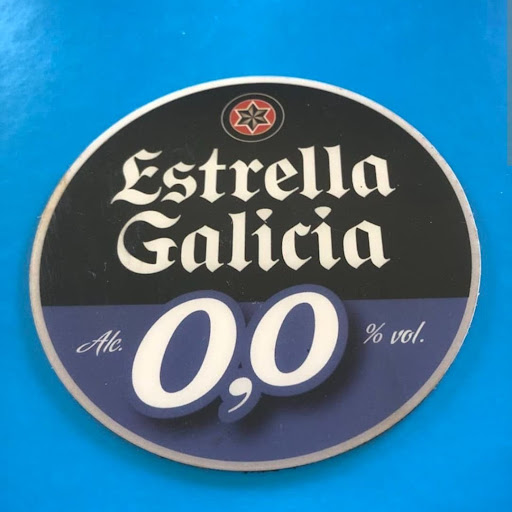 Estrella
Galicia
Alc. 0,0 % vol.